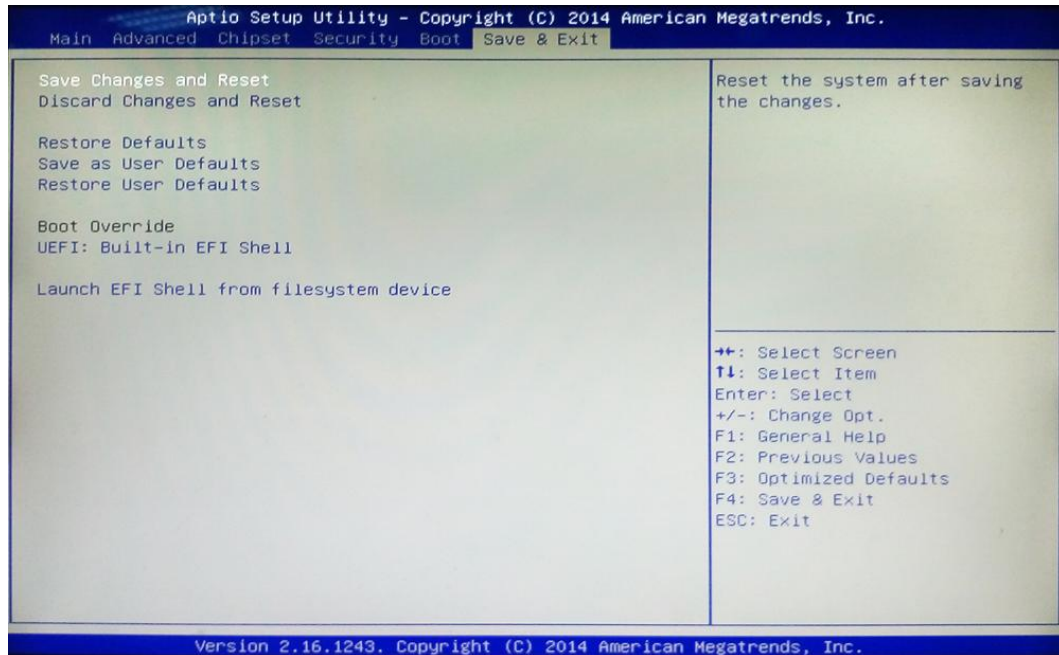 Aptio Setup Utility – Copyright (C) 2014 American Megatrends, Inc.
Main Advanced Chipset Security Boot Save & Exit
Save Changes and Reset
Discard Changes and Reset
Restore Defaults
Save as User Defaults
Restore User Defaults
Boot Override
UEFI: Built-in EFI Shell
Launch EFI Shell from filesystem device
Reset the system after saving
the changes.
→←: Select Screen
↑↓: Select Item
Enter: Select
+/-: Change Opt.
F1: General Help
F2: Previous Values
F3: Optimized Defaults
F4: Save & Exit
ESC: Exit
Version 2.16.1243. Copyright (C) 2014 American Megatrends, Inc.